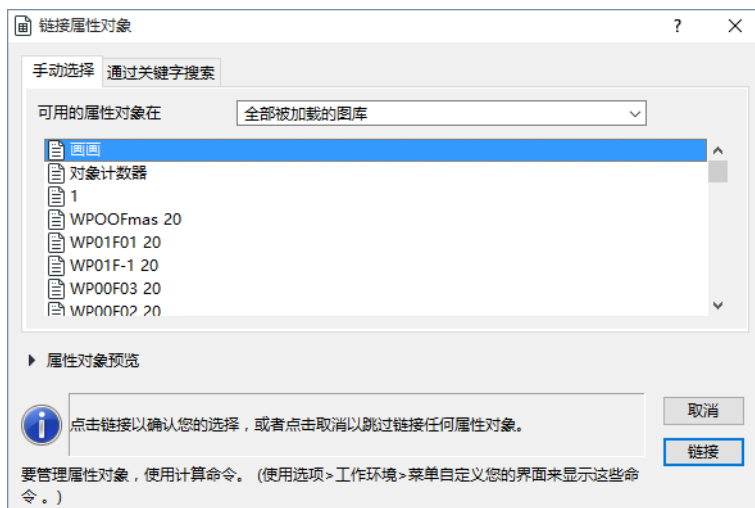 链接属性对象
?
手动选择
通过关键字搜索
可用的属性对象在
全部被加载的图库
画画
对象计数器
1
WPOOFmas 20
WP01F01 20
WP01F-1 20
WP00F03 20
WP00F02 20
属性对象预览
点击链接以确认您的选择，或者点击取消以跳过链接任何属性对象。
取消
链接
要管理属性对象，使用计算命令。 (使用选项>工作环境>菜单自定义您的界面来显示这些命
令 。)